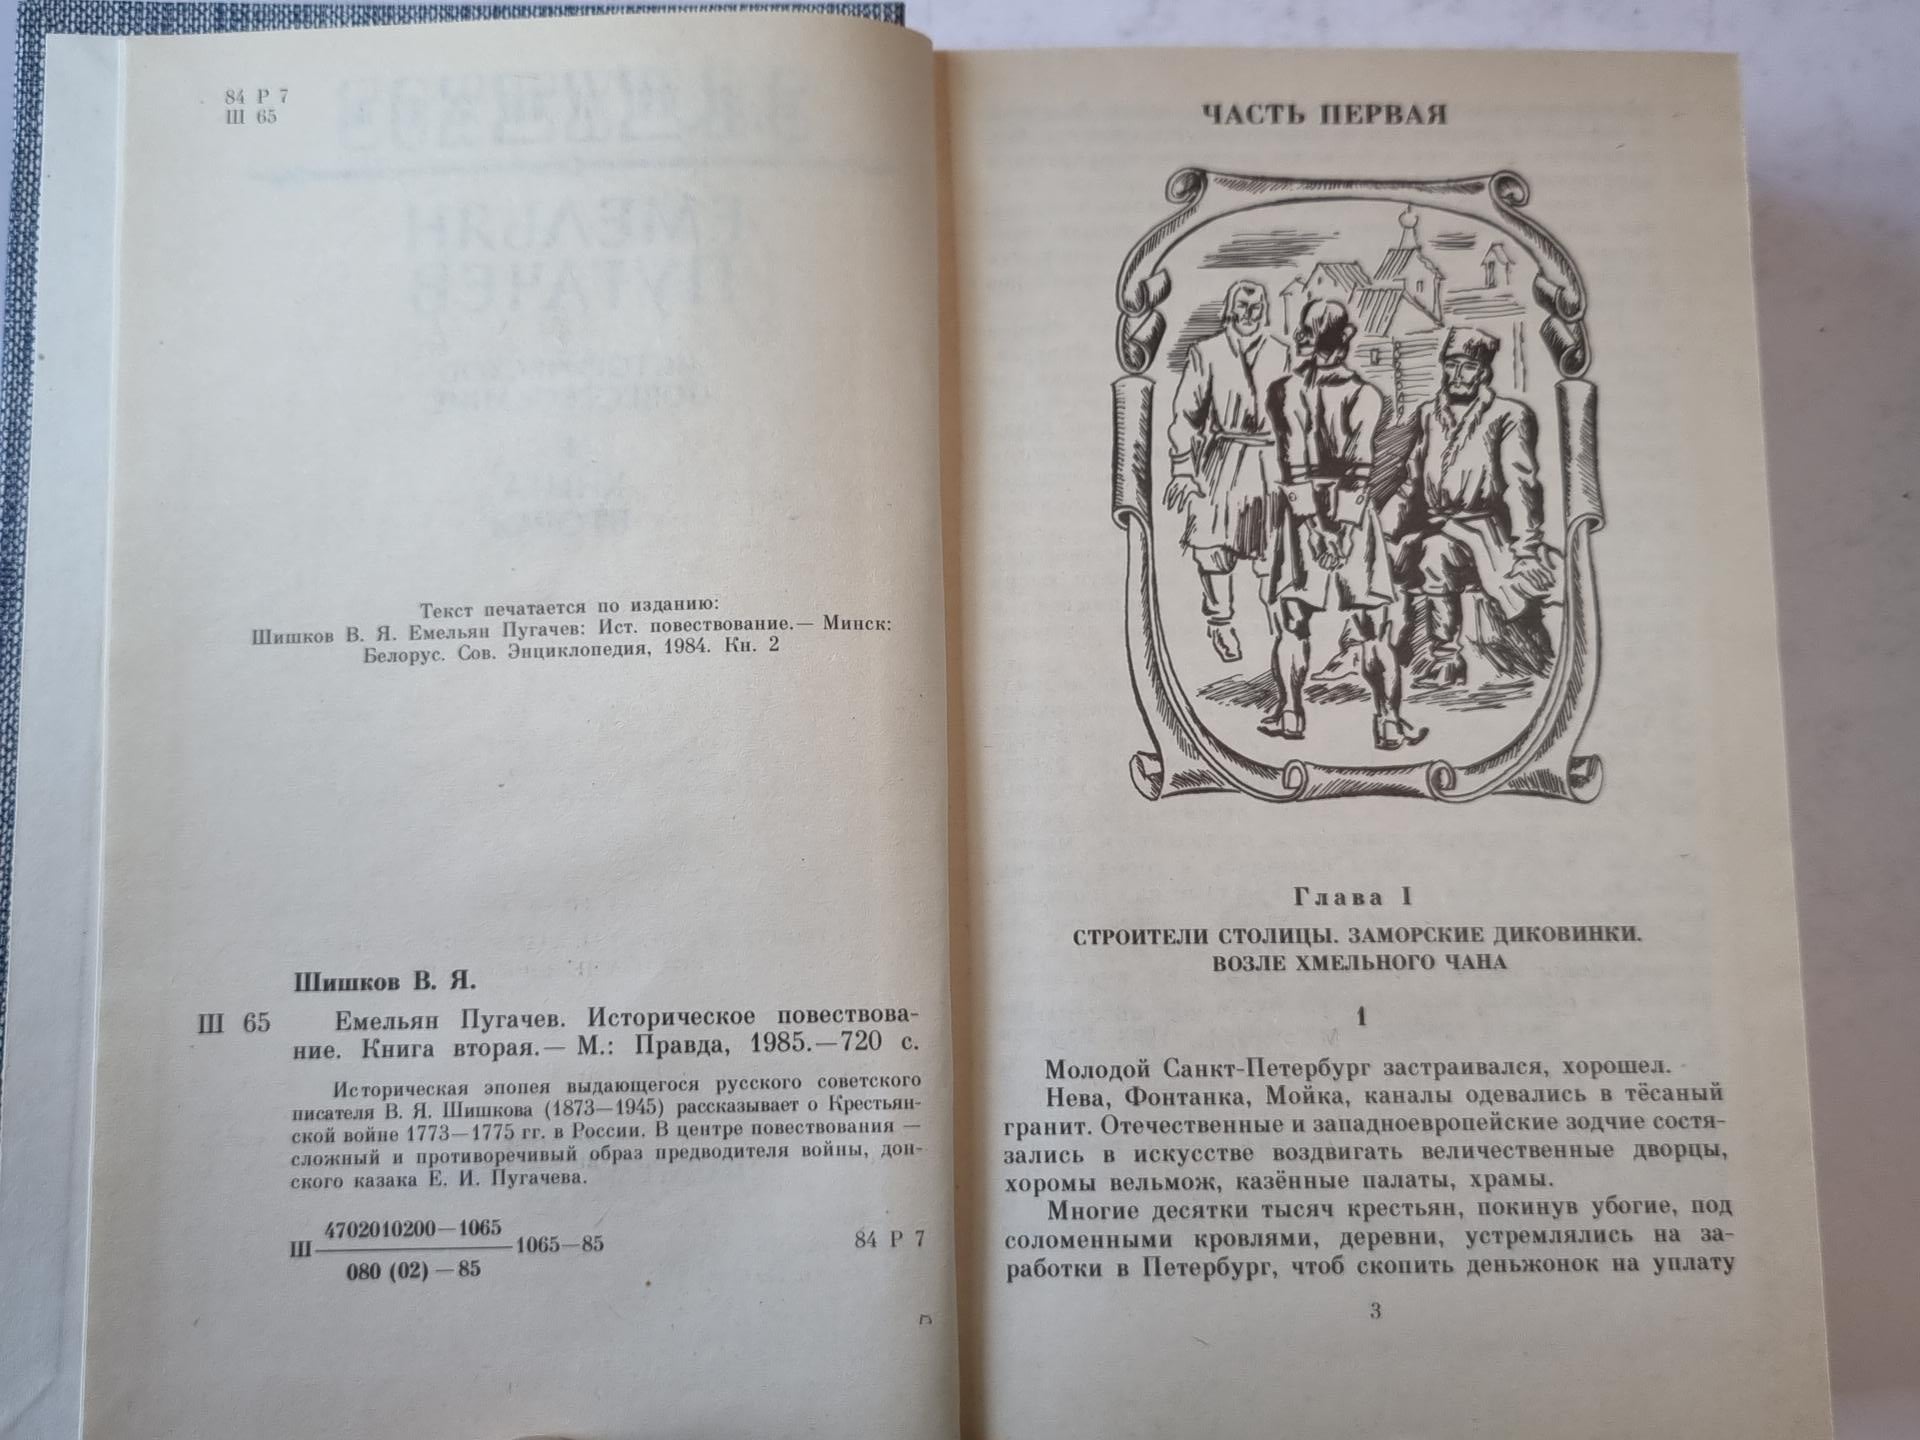 84 Р 7
Ш 65
Текст печатается по изданию:
Шишков В. Я. Емельян Пугачев: Ист. повествование.— Минск:
Белорус. Сов. Энциклопедия, 1984. Кн. 2
Шишков В. Я.
Ш 65 Емельян Пугачев. Историческое повествова-
ние. Книга вторая.— М.: Правда, 1985.—720 с.
Историческая эпопея выдающегося русского советского
писателя В. Я. Шишкова (1873—1945) рассказывает о Крестьян-
ской войне 1773—1775 гг. в России. В центре повествования —
сложный и противоречивый образ предводителя войны, дон-
ского казака Е. И. Пугачева.
4702010200—1065
Ш 1065—85 84 Р 7
080 (02) —85
ЧАСТЬ ПЕРВАЯ
Глава I
СТРОИТЕЛИ СТОЛИЦЫ. ЗАМОРСКИЕ ДИКОВИНКИ.
ВОЗЛЕ ХМЕЛЬНОГО ЧАНА
1
Молодой Санкт-Петербург застраивался, хорошел.
Нева, Фонтанка, Мойка, каналы одевались в тёсаный
гранит. Отечественные и западноевропейские зодчие состя-
зались в искусстве воздвигать величественные дворцы,
хоромы вельмож, казённые палаты, храмы.
Многие десятки тысяч крестьян, покинув убогие, под
соломенными кровлями, деревни, устремлялись на за-
работки в Петербург, чтоб скопить деньжонок на уплату
3